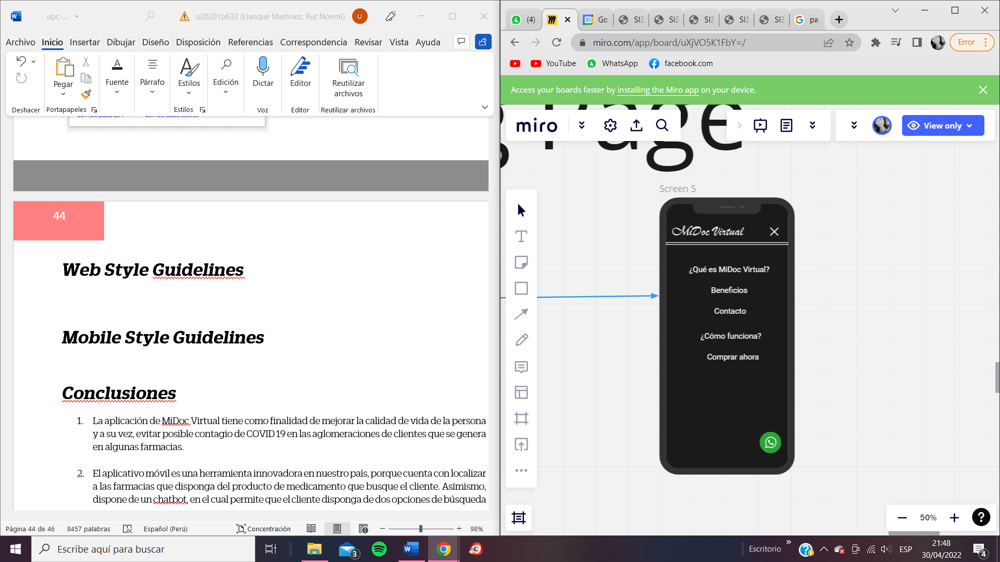 upc-...
u20201b633 (Llanque Martinez, Rut Noemi)
U
Archivo Inicio Insertar Dibujar Diseño Disposición Referencias Correspondencia Revisar Vista Ayuda
Pegar
Fuente
Párrafo
Estilos
Edición
Dictar
Editor
Reutilizar
archivos
Deshacer
Portapapeles
Estilos
Voz
Editor
Reutilizar archivos
44
Web Style Guidelines
Mobile Style Guidelines
Conclusiones
1. La aplicación de MiDoc Virtual tiene como finalidad de mejorar la calidad de vida de la persona
y a su vez, evitar posible contagio de COVID 19 en las aglomeraciones de clientes que se genera
en algunas farmacias.
2. El aplicativo móvil es una herramienta innovadora en nuestro país, porque cuenta con localizar
a las farmacias que disponga del producto de medicamento que busque el cliente. Asimismo,
dispone de un chatbot, en el cual permite que el cliente disponga de dos opciones de búsqueda
Página 44 de 46
8457 palabras
Español (Perú)
Concentración
98%
(4)
Go
SI3
SI3
SI3
SI3
SI3
pa
miro.com/app/board/uXjVO5K1FbY=/
Error
YouTube
WhatsApp
facebook.com
Access your boards faster by installing the Miro app on your device.
g Page
miro
View only
Screen 5
MiDoc Virtual
¿Qué es MiDoc Virtual?
Beneficios
Contacto
¿Cómo funciona?
Comprar ahora
50%
Escribe aquí para buscar
3
Escritorio
ESP
21:48
30/04/2022
4